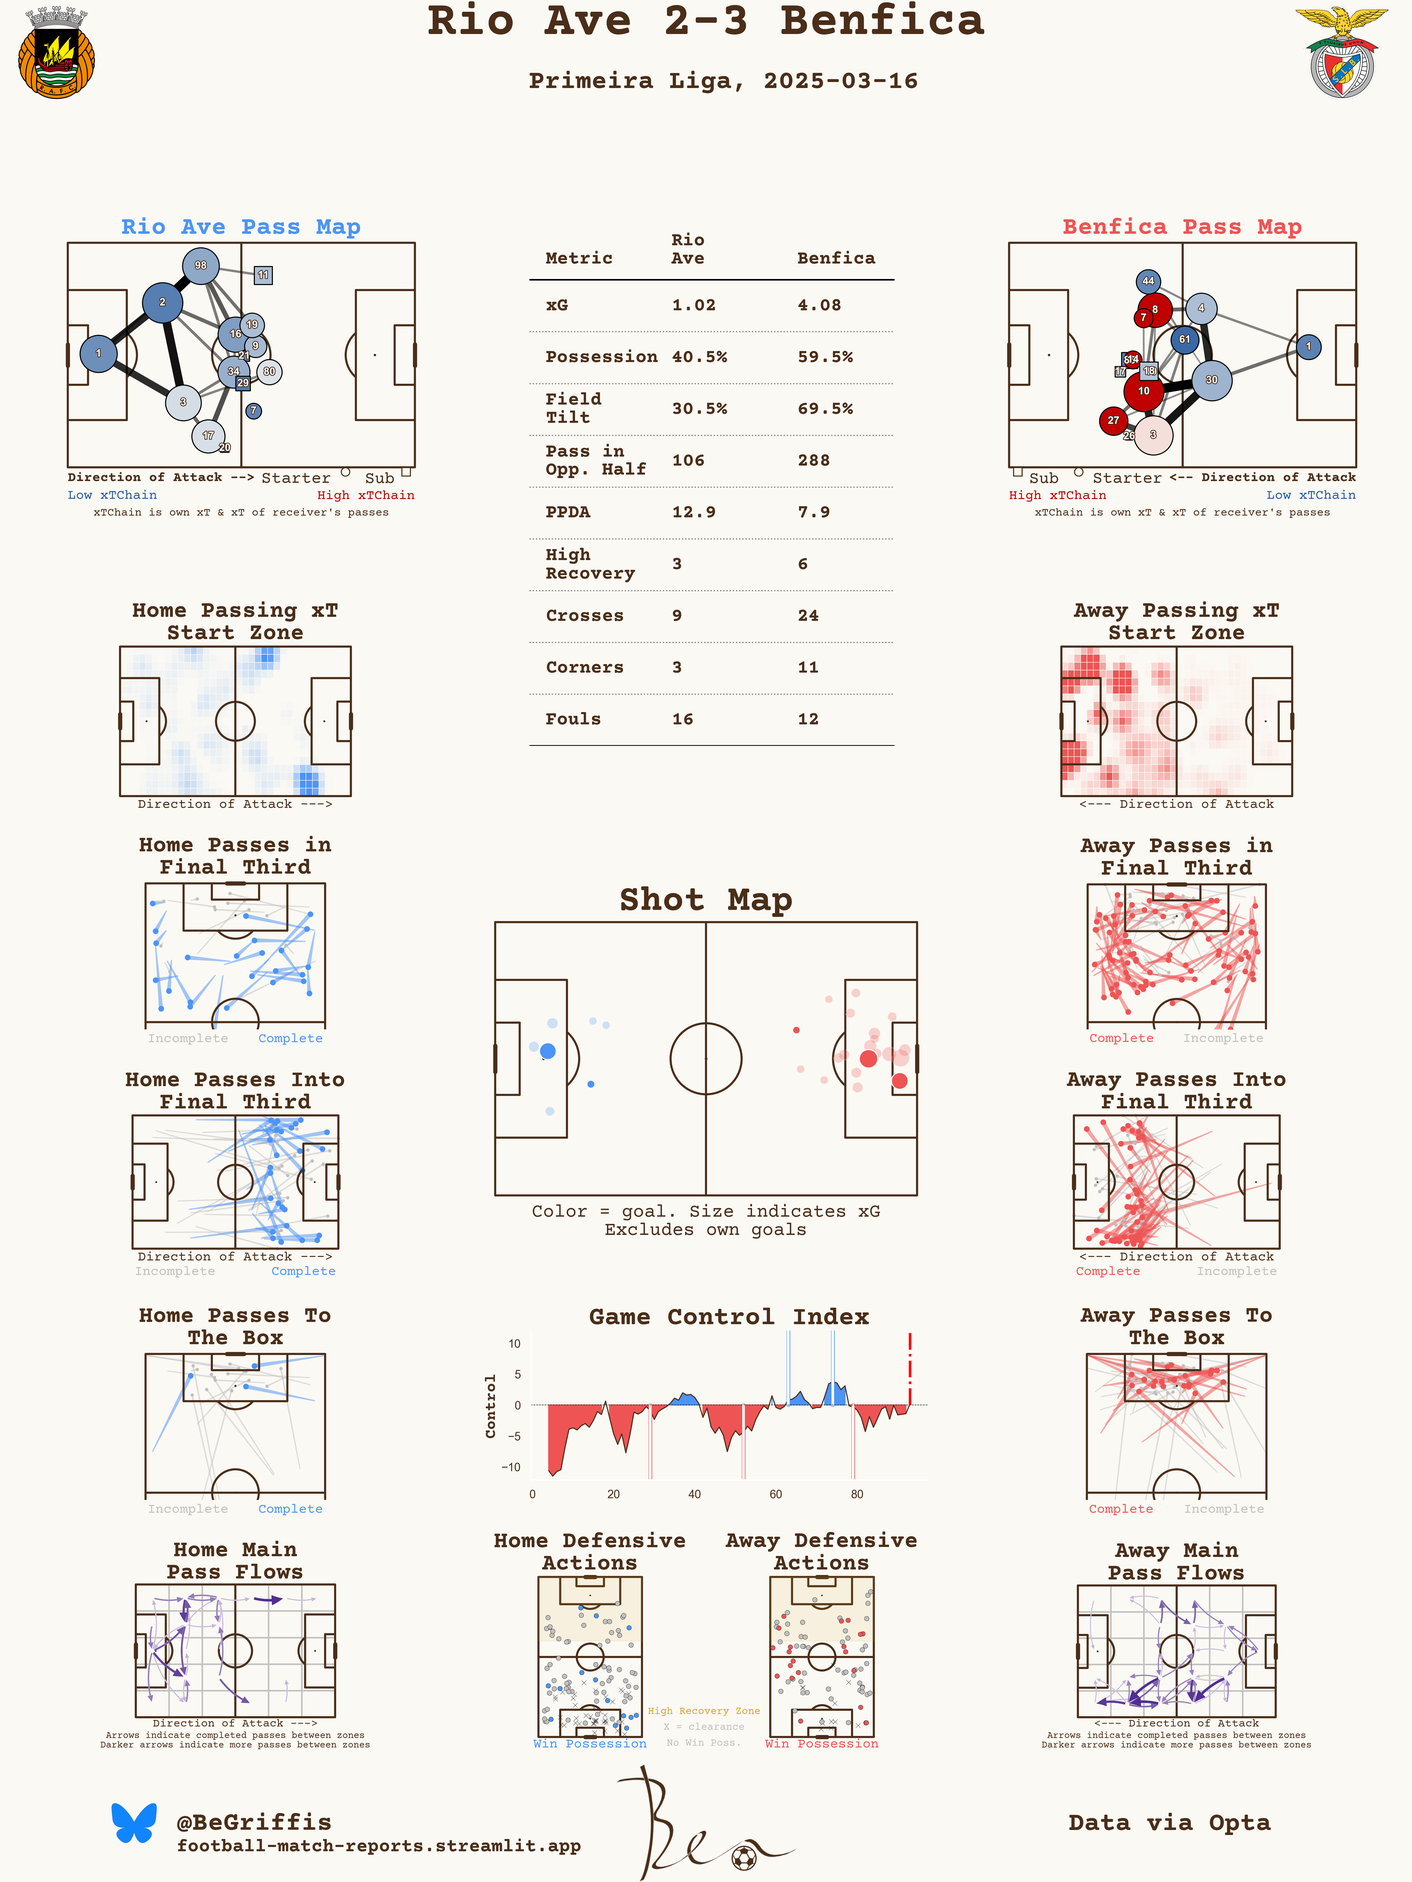 Rio Ave 2-3 Benfica
Primeira Liga, 2025-03-16
Rio Ave Pass Map
98
11
2
19
16
9
1
21
34
80
29
3
7
17
20
Direction of Attack --> Starter Sub
Low xTChain High xTChain
xTChain is own xT & xT of receiver's passes
Metric Rio Ave Benfica
xG 1.02 4.08
Possession 40.5% 59.5%
Field Tilt 30.5% 69.5%
Pass in Opp. Half 106 288
PPDA 12.9 7.9
High Recovery 3 6
Crosses 9 24
Corners 3 11
Fouls 16 12
Benfica Pass Map
44
8
4
7
61
1
14
17
18
30
10
27
26
3
Sub Starter <-- Direction of Attack
High xTChain Low xTChain
xTChain is own xT & xT of receiver's passes
Home Passing xT
Start Zone
Direction of Attack --->
Away Passing xT
Start Zone
<--- Direction of Attack
Home Passes in
Final Third
Incomplete Complete
Away Passes in
Final Third
Complete Incomplete
Shot Map
Color = goal. Size indicates xG
Excludes own goals
Home Passes Into
Final Third
Direction of Attack --->
Incomplete Complete
Away Passes Into
Final Third
<--- Direction of Attack
Complete Incomplete
Home Passes To
The Box
Incomplete Complete
Game Control Index
Control
10
5
0
−5
−10
0 20 40 60 80
Away Passes To
The Box
Complete Incomplete
Home Main
Pass Flows
Direction of Attack --->
Arrows indicate completed passes between zones
Darker arrows indicate more passes between zones
Home Defensive
Actions
Win Possession
Away Defensive
Actions
Win Possession
High Recovery Zone
X = clearance
No Win Poss.
Away Main
Pass Flows
<--- Direction of Attack
Arrows indicate completed passes between zones
Darker arrows indicate more passes between zones
@BeGriffis
football-match-reports.streamlit.app
Ben
Data via Opta